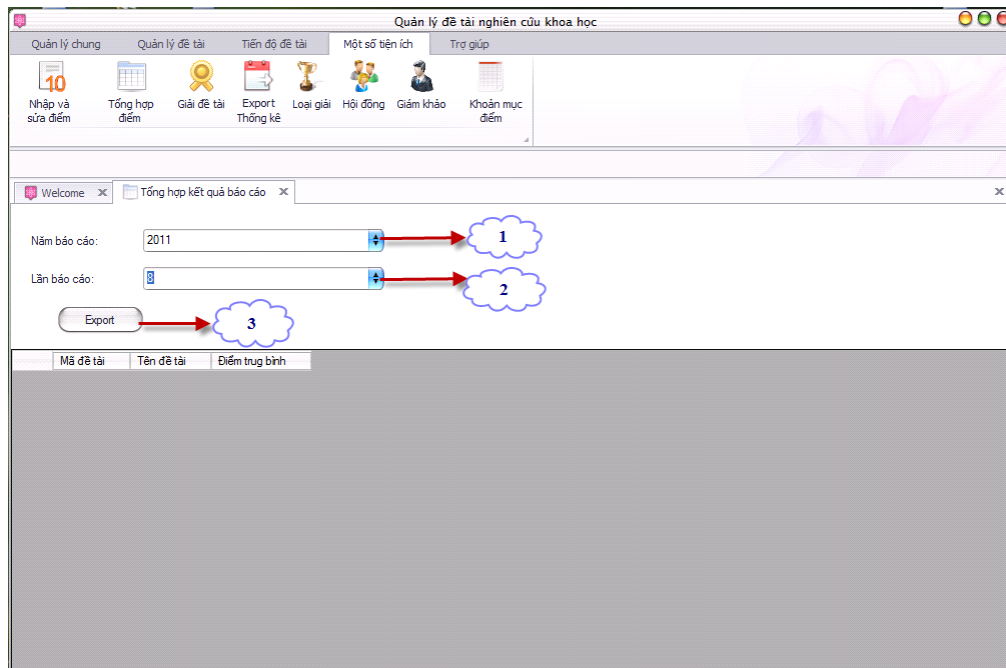 Quản lý đề tài nghiên cứu khoa học
Quản lý chung Quản lý đề tài Tiến độ đề tài Một số tiện ích Trợ giúp
10
Nhập và sửa điểm
Tổng hợp điểm
Giải đề tài
Export Thống kê
Loại giải
Hội đồng
Giám khảo
Khoản mục điểm
Welcome Tổng hợp kết quả báo cáo
Năm báo cáo: 2011 1
Lần báo cáo: 8 2
Export 3
Mã đề tài Tên đề tài Điểm trug bình